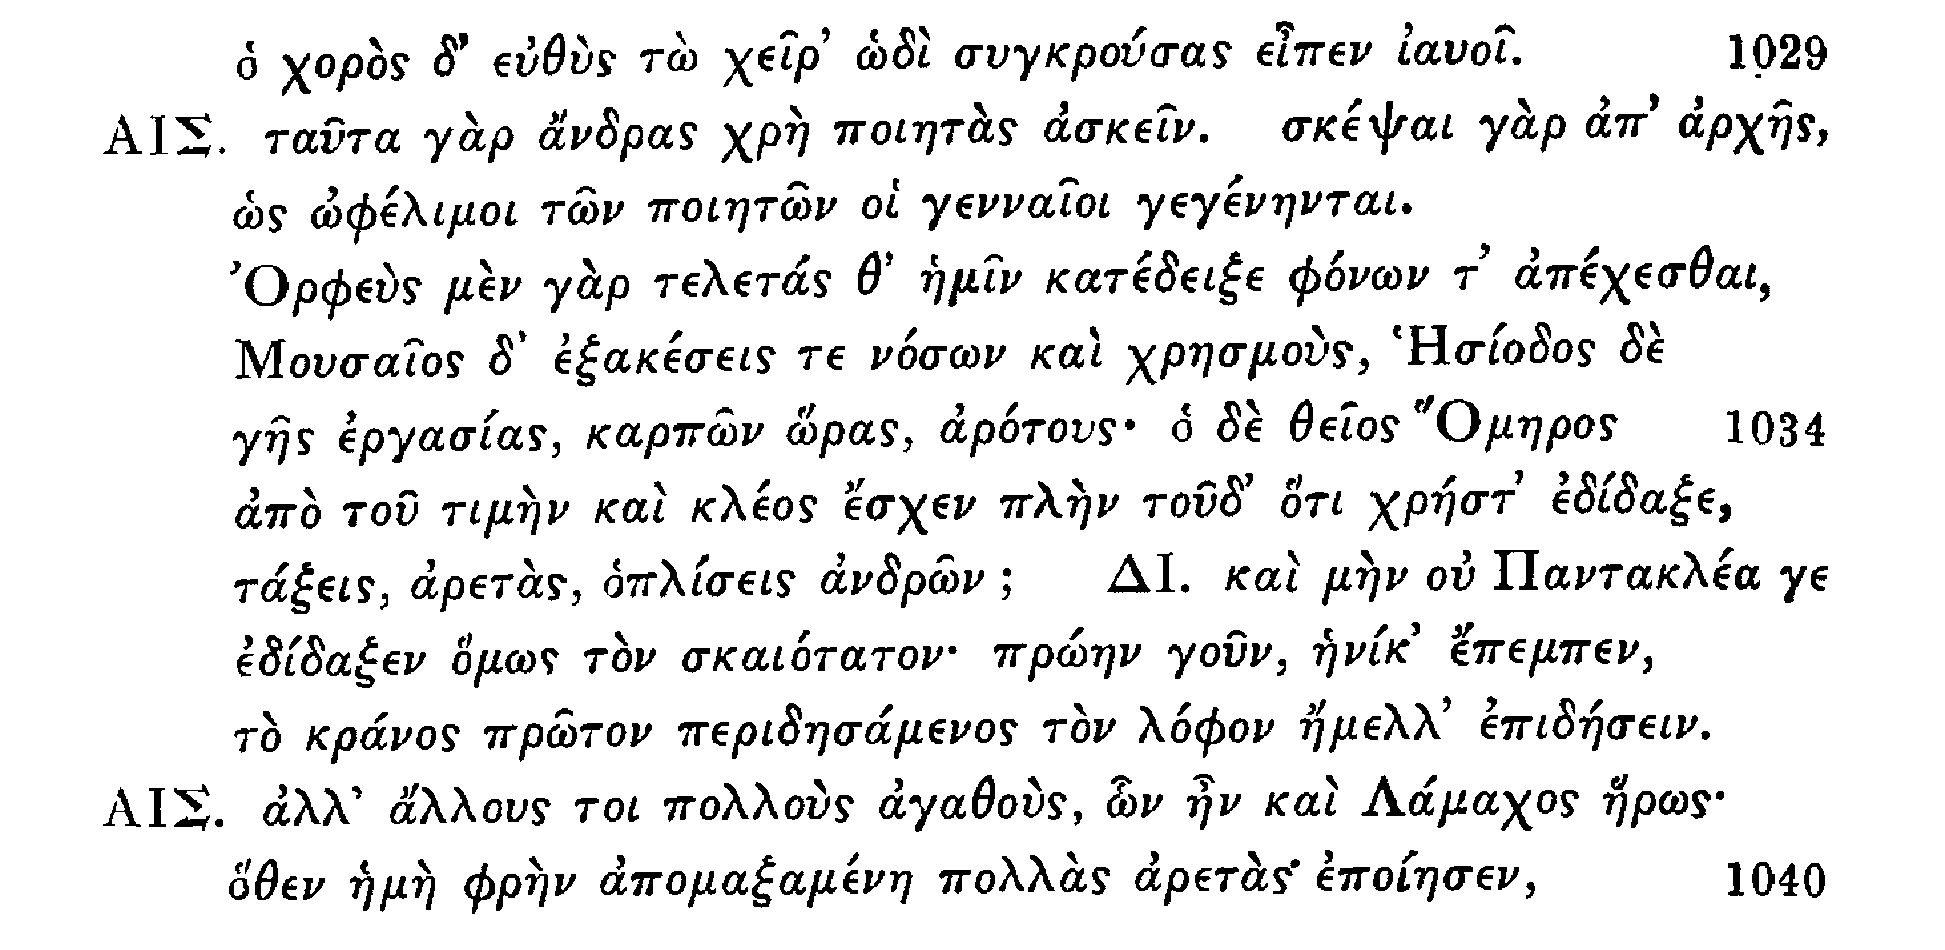 ὁ χορὸς δ’ εὐθὺς τὼ χεῖρ’ ὡδὶ συγκρούσας εἶπεν ἰαυοῖ. 1029
ΑΙΣ. ταῦτα γὰρ ἄνδρας χρὴ ποιητὰς ἀσκεῖν. σκέψαι γὰρ ἀπ’ ἀρχῆς,
ὡς ὠφέλιμοι τῶν ποιητῶν οἱ γενναῖοι γεγένηνται.
Ὀρφεὺς μὲν γὰρ τελετάς θ’ ἡμῖν κατέδειξε φόνων τ’ ἀπέχεσθαι,
Μουσαῖος δ’ ἐξακέσεις τε νόσων καὶ χρησμοὺς, Ἡσίοδος δὲ
γῆς ἐργασίας, καρπῶν ὥρας, ἀρότους· ὁ δὲ θεῖος Ὅμηρος 1034
ἀπὸ τοῦ τιμὴν καὶ κλέος ἔσχεν πλὴν τοῦδ’ ὅτι χρήστ’ ἐδίδαξε,
τάξεις, ἀρετὰς, ὁπλίσεις ἀνδρῶν ; ΔΙ. καὶ μὴν οὐ Παντακλέα γε
ἐδίδαξεν ὅμως τὸν σκαιότατον· πρώην γοῦν, ἡνίκ’ ἔπεμπεν,
τὸ κράνος πρῶτον περιδησάμενος τὸν λόφον ἤμελλ’ ἐπιδήσειν.
ΑΙΣ. ἀλλ’ ἄλλους τοι πολλοὺς ἀγαθοὺς, ὧν ἦν καὶ Λάμαχος ἥρως·
ὅθεν ἡμὴ φρὴν ἀπομαξαμένη πολλὰς ἀρετὰς ἐποίησεν, 1040